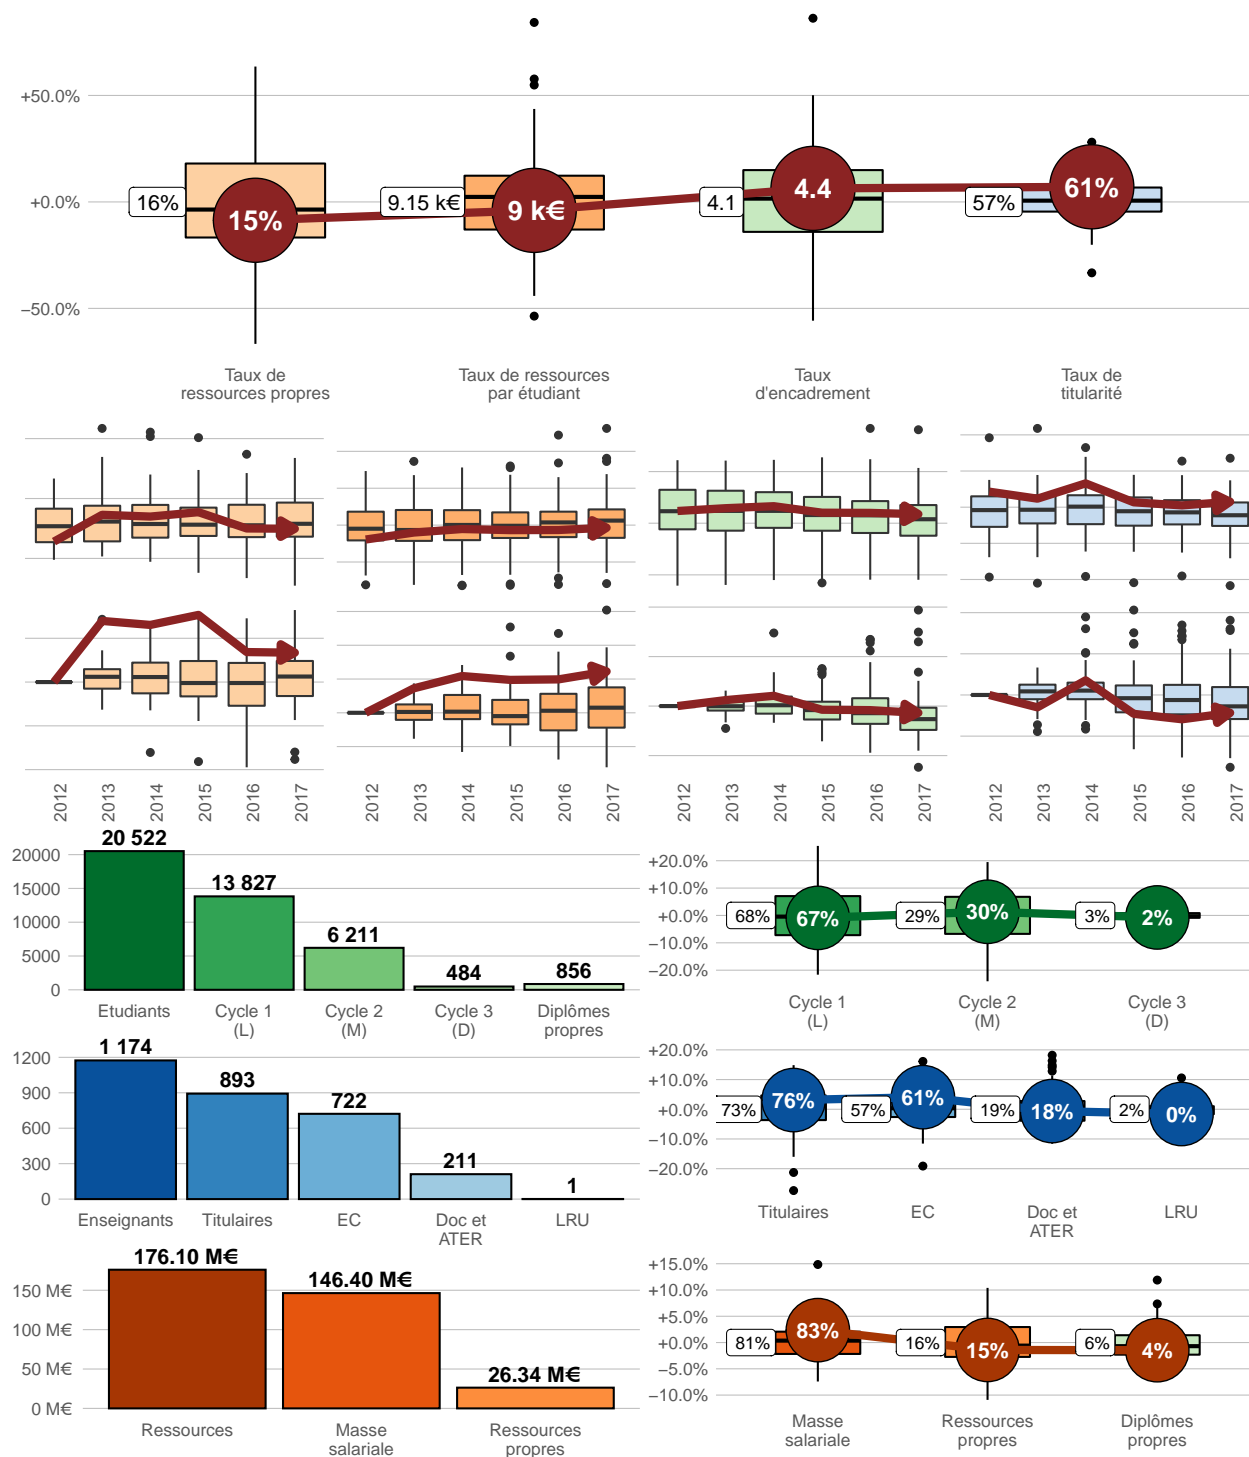 +50.0%
+0.0%
−50.0%
16%
15%
9.15 k€
9 k€
4.1
4.4
57%
61%
Taux de
ressources propres
Taux de ressources
par étudiant
Taux
d'encadrement
Taux de
titularité
2012
2013
2014
2015
2016
2017
2012
2013
2014
2015
2016
2017
2012
2013
2014
2015
2016
2017
2012
2013
2014
2015
2016
2017
20000
15000
10000
5000
0
20 522
13 827
6 211
484
856
Etudiants
Cycle 1
(L)
Cycle 2
(M)
Cycle 3
(D)
Diplômes
propres
+20.0%
+10.0%
+0.0%
−10.0%
−20.0%
68%
67%
29%
30%
3%
2%
Cycle 1
(L)
Cycle 2
(M)
Cycle 3
(D)
1200
900
600
300
0
1 174
893
722
211
1
Enseignants
Titulaires
EC
Doc et
ATER
LRU
+20.0%
+10.0%
+0.0%
−10.0%
−20.0%
73%
76%
57%
61%
19%
18%
2%
0%
Titulaires
EC
Doc et
ATER
LRU
150 M€
100 M€
50 M€
0 M€
176.10 M€
146.40 M€
26.34 M€
Ressources
Masse
salariale
Ressources
propres
+15.0%
+10.0%
+5.0%
+0.0%
−5.0%
−10.0%
81%
83%
16%
15%
6%
4%
Masse
salariale
Ressources
propres
Diplômes
propres